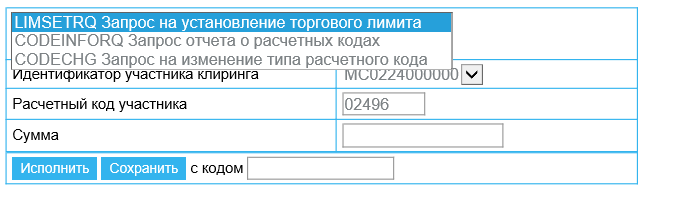 LIMSETRQ Запрос на установление торгового лимита
CODEINFORQ Запрос отчета о расчетных кодах
CODECHG Запрос на изменение типа расчетного кода
Идентификатор участника клиринга MC0224000000
Расчетный код участника 02496
Сумма
Исполнить Сохранить с кодом